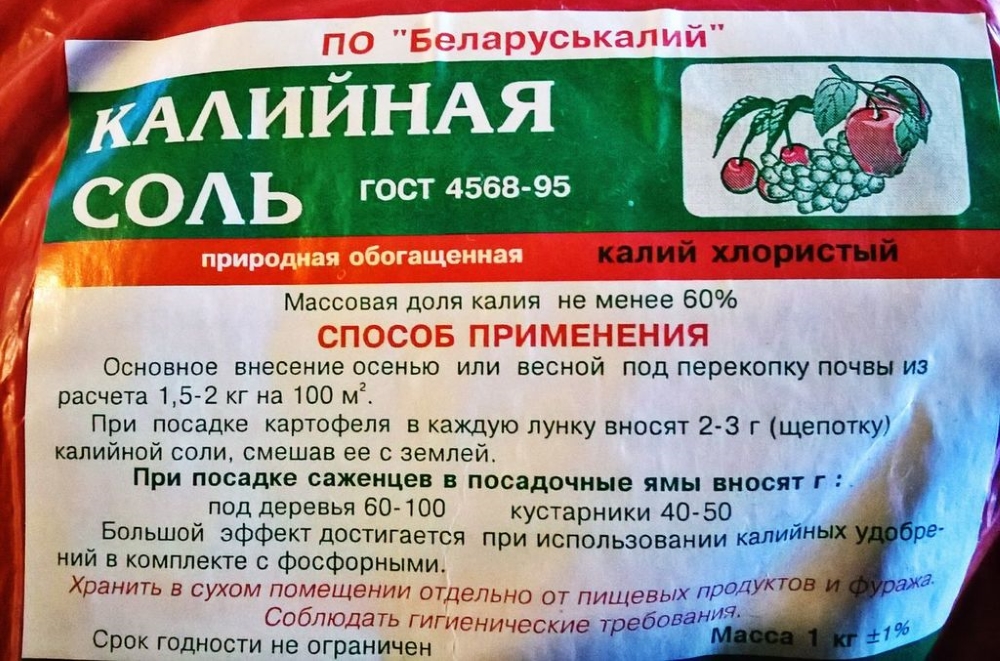 ПО "Беларуськалий"
КАЛИЙНАЯ
СОЛЬ
ГОСТ 4568-95
природная обогащенная
калий хлористый
Массовая доля калия не менее 60%
СПОСОБ ПРИМЕНЕНИЯ
Основное внесение осенью или весной под перекопку почвы из
расчета 1,5-2 кг на 100 м².
При посадке картофеля в каждую лунку вносят 2-3 г (щепотку)
калийной соли, смешав ее с землей.
При посадке саженцев в посадочные ямы вносят г :
под деревья 60-100 кустарники 40-50
Большой эффект достигается при использовании калийных удобре-
ний в комплекте с фосфорными.
Хранить в сухом помещении отдельно от пищевых продуктов и фуража.
Соблюдать гигиенические требования.
Срок годности не ограничен
Масса 1 кг ±1%